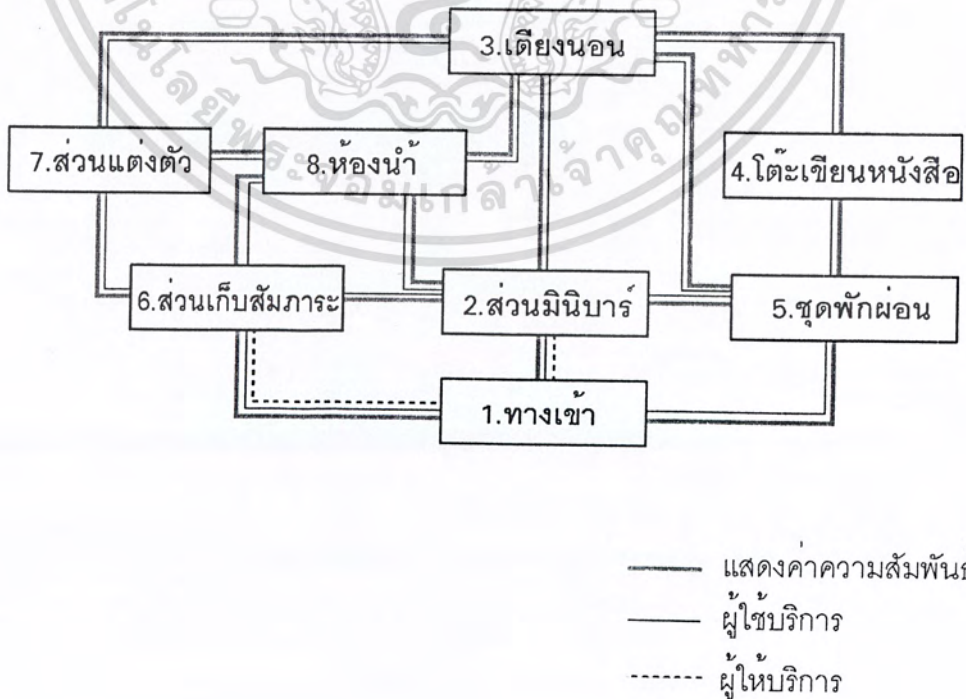 3.เตียงนอน
7.ส่วนแต่งตัว
8.ห้องน้ำ
4.โต๊ะเขียนหนังสือ
6.ส่วนเก็บสัมภาระ
2.ส่วนมินิบาร์
5.ชุดพักผ่อน
1.ทางเข้า
แสดงค่าความสัมพันธ
ผู้ใช้บริการ
ผู้ให้บริการ